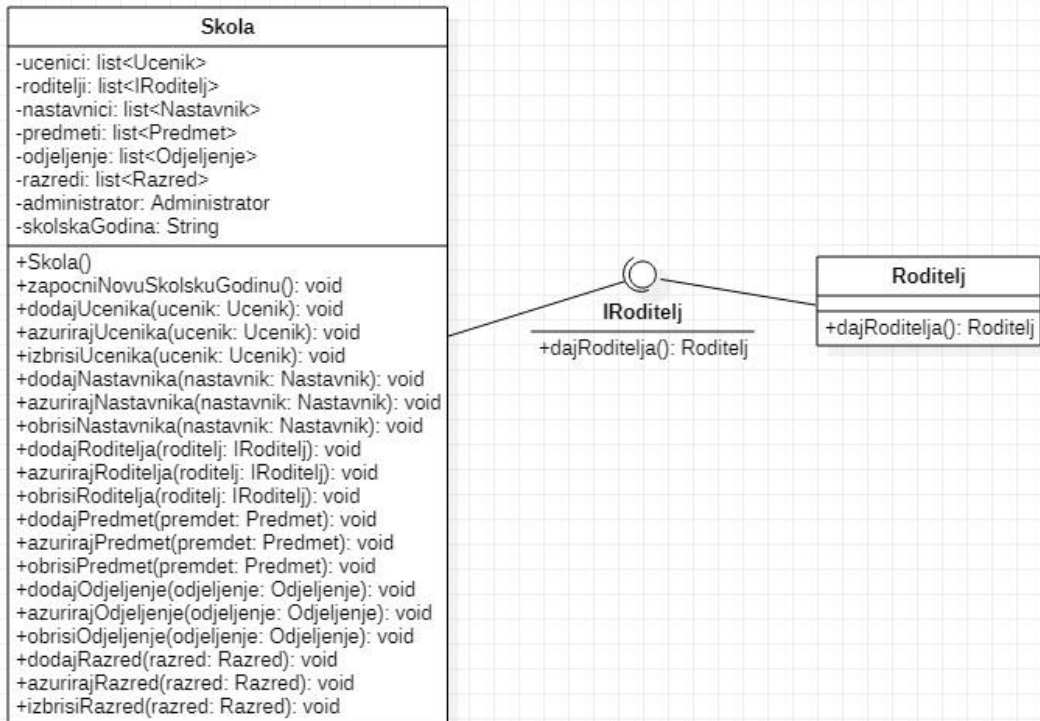 Skola
-ucenici: list<Ucenik>
-roditelji: list<IRoditelj>
-nastavnici: list<Nastavnik>
-predmeti: list<Predmet>
-odjeljenje: list<Odjeljenje>
-razredi: list<Razred>
-administrator: Administrator
-skolskaGodina: String
+Skola()
+zapocniNovuSkolskuGodinu(): void
+dodajUcenika(ucenik: Ucenik): void
+azurirajUcenika(ucenik: Ucenik): void
+izbrisiUcenika(ucenik: Ucenik): void
+dodajNastavnika(nastavnik: Nastavnik): void
+azurirajNastavnika(nastavnik: Nastavnik): void
+obrisiNastavnika(nastavnik: Nastavnik): void
+dodajRoditelja(roditelj: IRoditelj): void
+azurirajRoditelja(roditelj: IRoditelj): void
+obrisiRoditelja(roditelj: IRoditelj): void
+dodajPredmet(premdet: Predmet): void
+azurirajPredmet(premdet: Predmet): void
+obrisiPredmet(premdet: Predmet): void
+dodajOdjeljenje(odjeljenje: Odjeljenje): void
+azurirajOdjeljenje(odjeljenje: Odjeljenje): void
+obrisiOdjeljenje(odjeljenje: Odjeljenje): void
+dodajRazred(razred: Razred): void
+azurirajRazred(razred: Razred): void
+izbrisiRazred(razred: Razred): void
IRoditelj
+dajRoditelja(): Roditelj
Roditelj
+dajRoditelja(): Roditelj